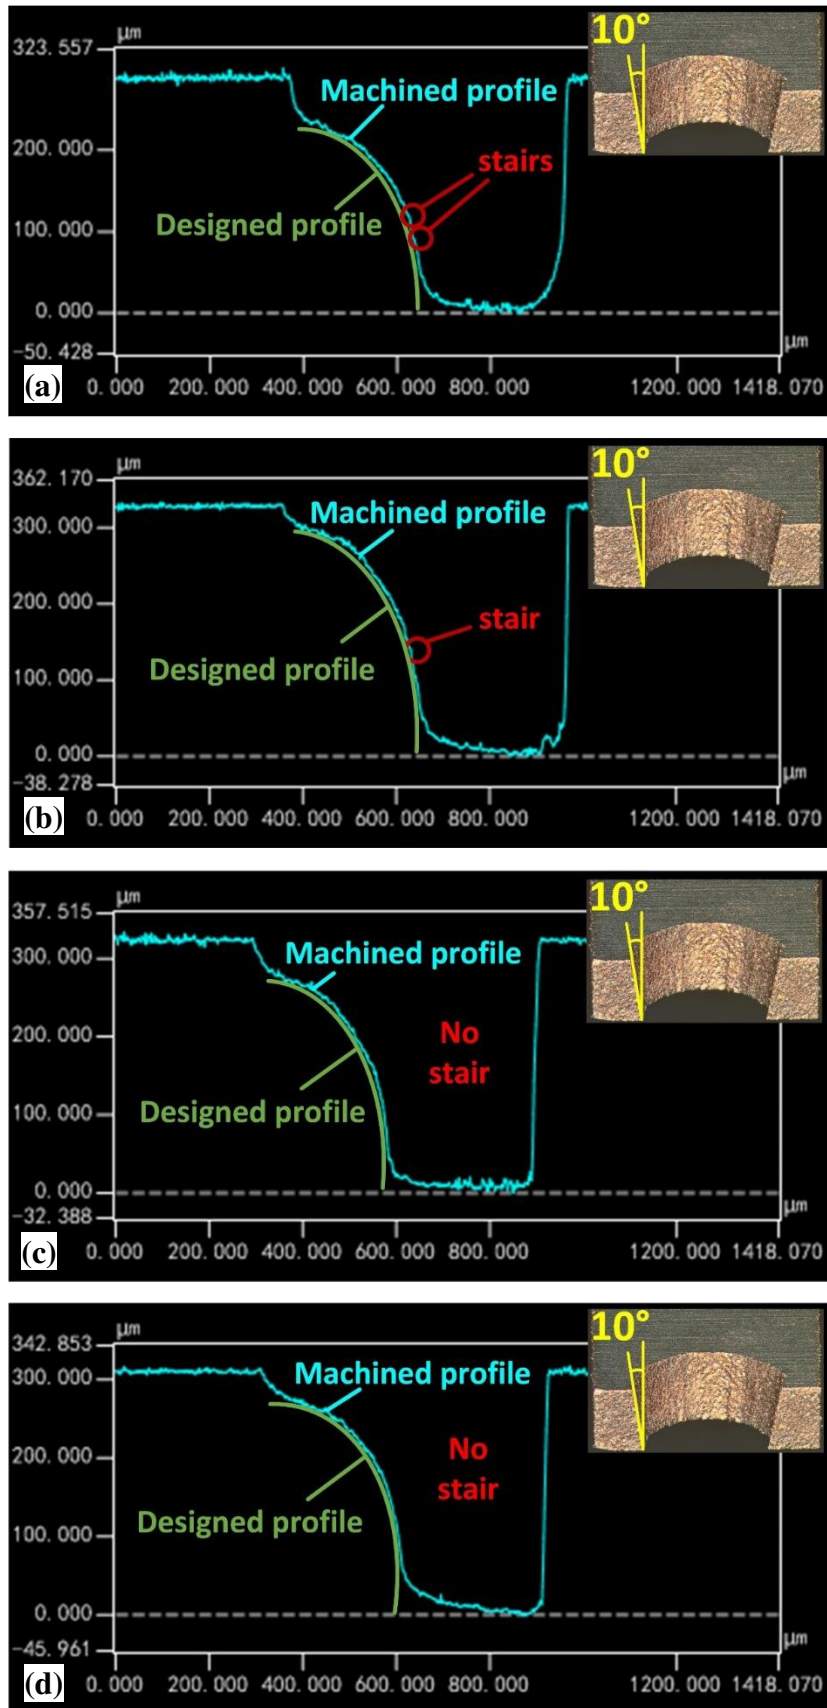 μm
323.557
10°
Machined profile
200.000
stairs
Designed profile
100.000
0.000
μm
-50.428
(a)
0.000 200.000 400.000 600.000 800.000 1200.000 1418.070
μm
362.170
10°
300.000
Machined profile
200.000
stair
Designed profile
100.000
0.000
μm
-38.278
(b)
0.000 200.000 400.000 600.000 800.000 1200.000 1418.070
μm
357.515
10°
300.000
Machined profile
200.000
No
stair
100.000
Designed profile
0.000
μm
-32.388
(c)
0.000 200.000 400.000 600.000 800.000 1200.000 1418.070
μm
342.853
10°
300.000
Machined profile
200.000
No
stair
Designed profile
100.000
0.000
μm
-45.961
(d)
0.000 200.000 400.000 600.000 800.000 1200.000 1418.070